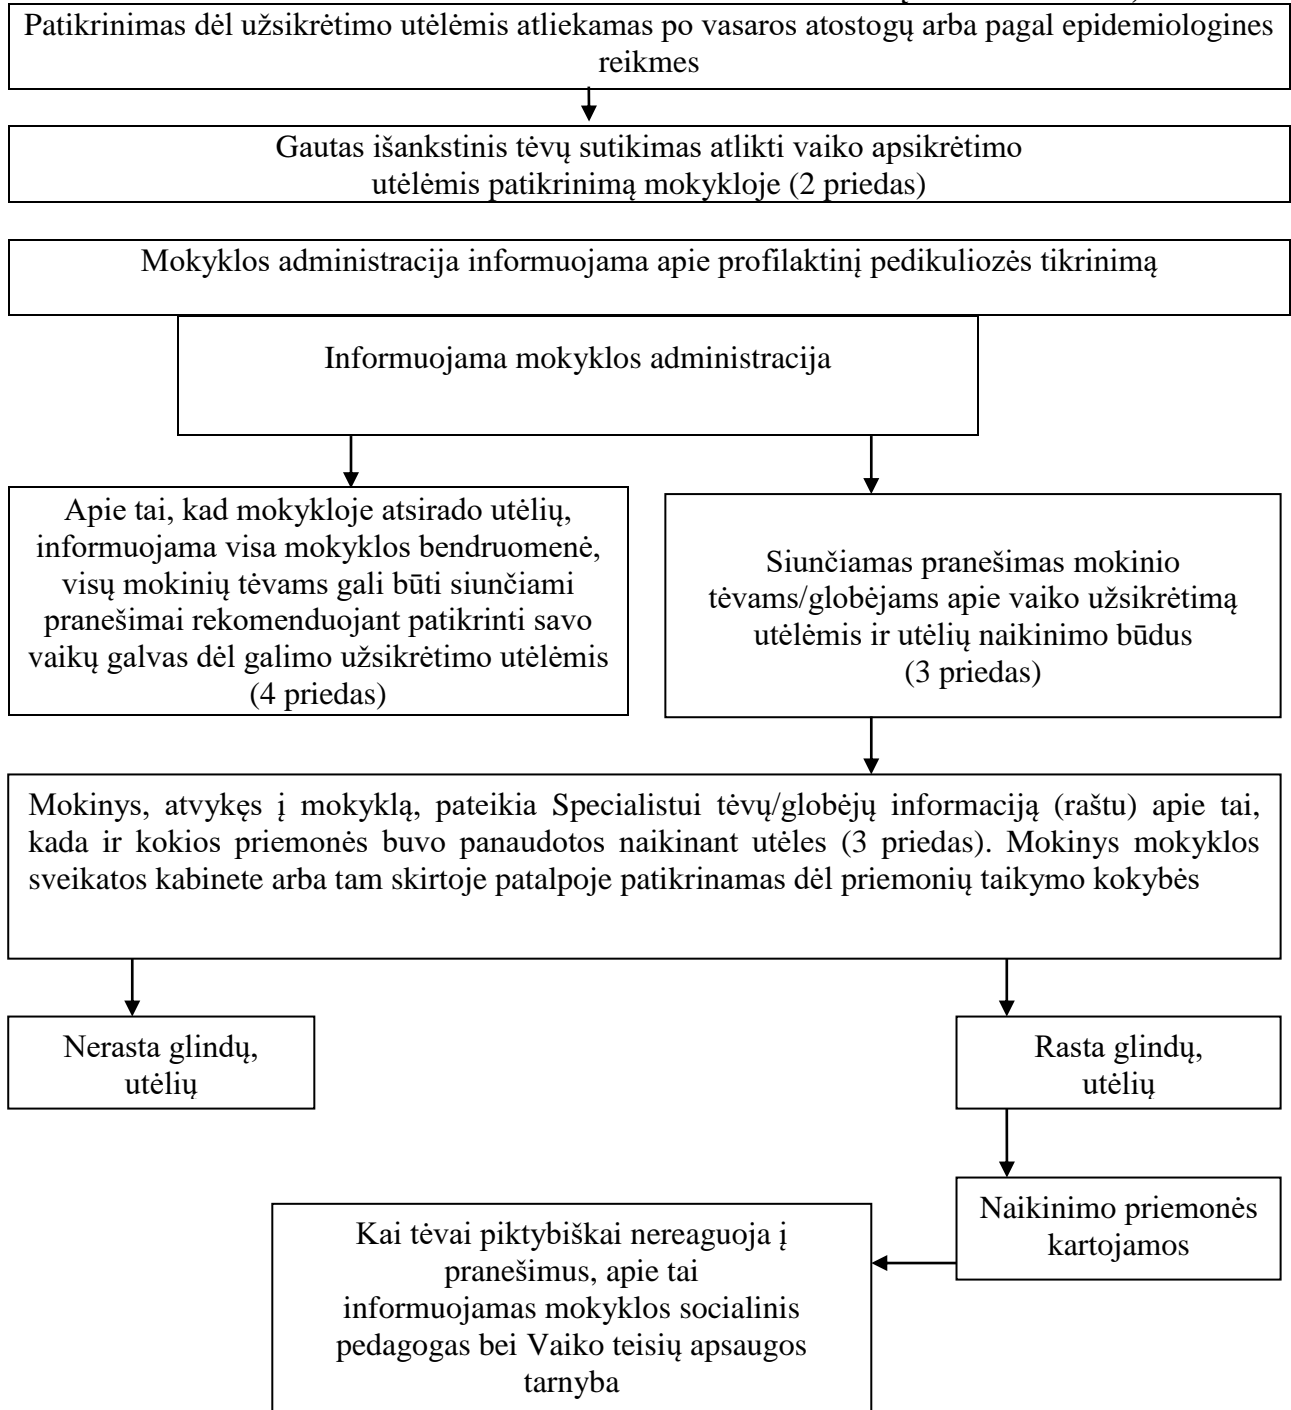 Patikrinimas dėl užsikrėtimo utėlėmis atliekamas po vasaros atostogų arba pagal epidemiologines
reikmes
Gautas išankstinis tėvų sutikimas atlikti vaiko apsikrėtimo
utėlėmis patikrinimą mokykloje (2 priedas)
Mokyklos administracija informuojama apie profilaktinį pedikuliozės tikrinimą
Informuojama mokyklos administracija
Apie tai, kad mokykloje atsirado utėlių,
informuojama visa mokyklos bendruomenė,
visų mokinių tėvams gali būti siunčiami
pranešimai rekomenduojant patikrinti savo
vaikų galvas dėl galimo užsikrėtimo utėlėmis
(4 priedas)
Siunčiamas pranešimas mokinio
tėvams/globėjams apie vaiko užsikrėtimą
utėlėmis ir utėlių naikinimo būdus
(3 priedas)
Mokinys, atvykęs į mokyklą, pateikia Specialistui tėvų/globėjų informaciją (raštu) apie tai,
kada ir kokios priemonės buvo panaudotos naikinant utėles (3 priedas). Mokinys mokyklos
sveikatos kabinete arba tam skirtoje patalpoje patikrinamas dėl priemonių taikymo kokybės
Nerasta glindų,
utėlių
Rasta glindų,
utėlių
Naikinimo priemonės
kartojamos
Kai tėvai piktybiškai nereaguoja į
pranešimus, apie tai
informuojamas mokyklos socialinis
pedagogas bei Vaiko teisių apsaugos
tarnyba